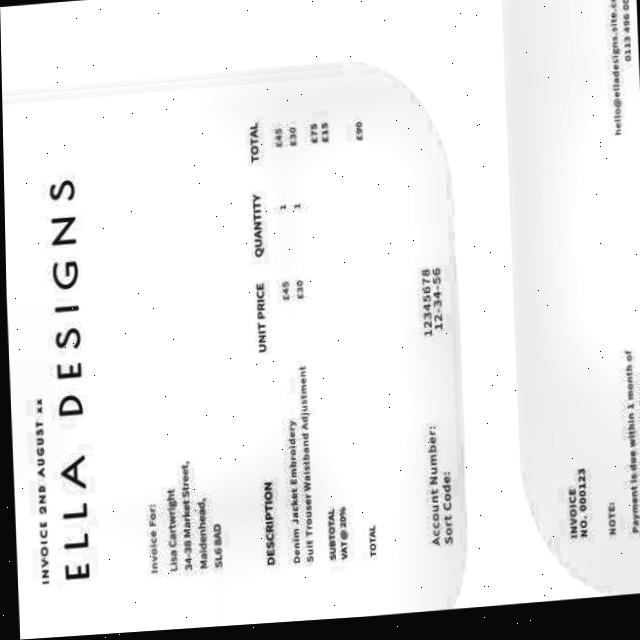 INVOICE 2ND AUGUST xx
ELLA DESIGNS
Invoice For:
Lisa Cartwright
34-38 Market Street,
Maidenhead,
SL6 8AD
DESCRIPTION UNIT PRICE QUANTITY TOTAL
Denim Jacket Embroidery £45 1 £45
Suit Trouser Waistband Adjustment £30 1 £30
SUBTOTAL £75
VAT @ 20% £15
TOTAL £90
Account Number: 12345678
Sort Code: 12-34-56
INVOICE
NO. 000123
NOTE:
Payment is due within 1 month of
hello@elladesigns.site.c
0113 496 00